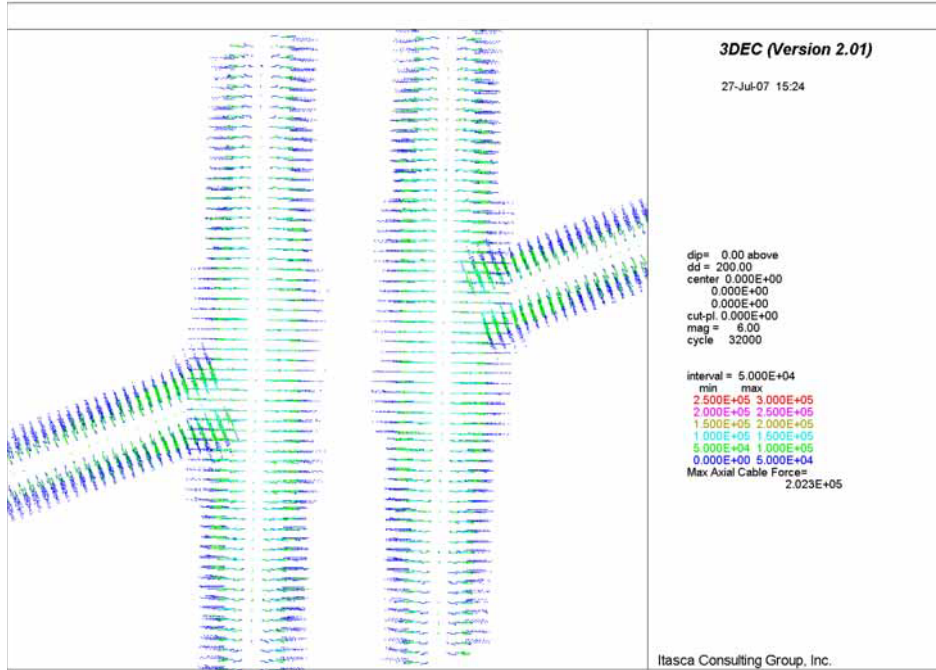 3DEC (Version 2.01)
27-Jul-07 15:24
dip= 0.00 above
dd = 200.00
center 0.000E+00
0.000E+00
0.000E+00
cut-pl. 0.000E+00
mag = 6.00
cycle 32000
interval = 5.000E+04
min max
2.500E+05 3.000E+05
2.000E+05 2.500E+05
1.500E+05 2.000E+05
1.000E+05 1.500E+05
5.000E+04 1.000E+05
0.000E+00 5.000E+04
Max Axial Cable Force=
2.023E+05
Itasca Consulting Group, Inc.